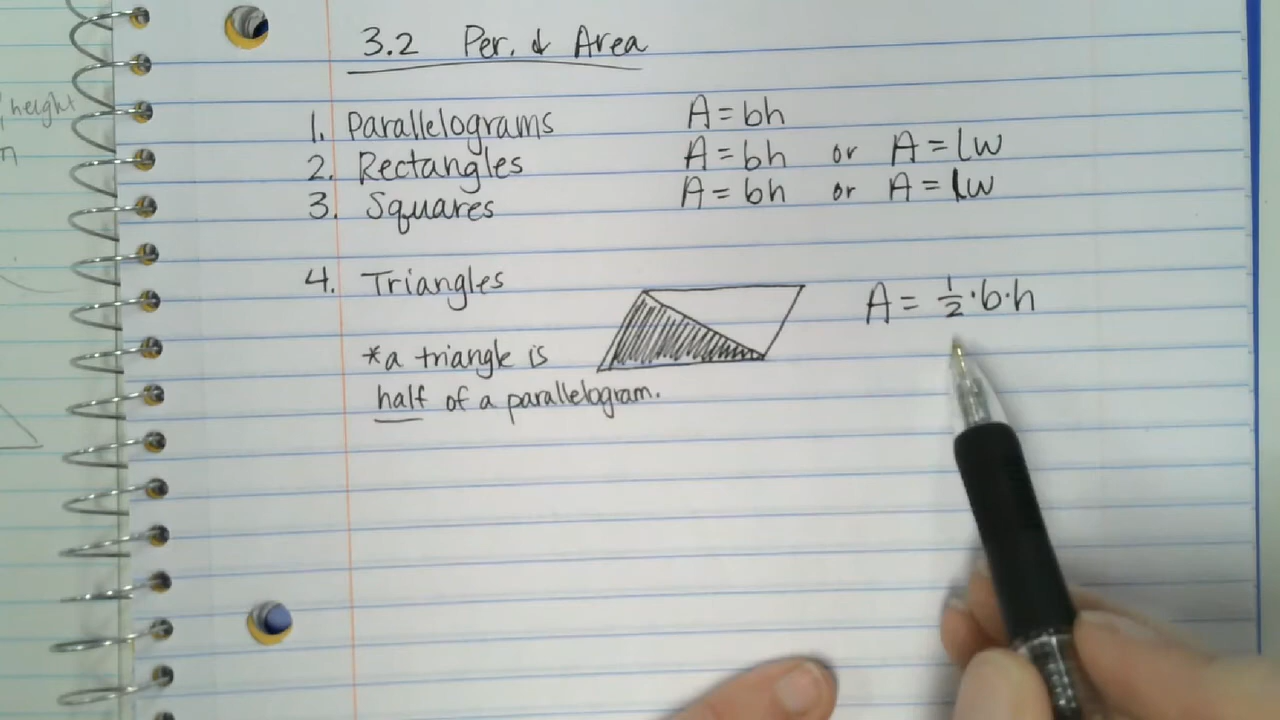 height
3.2 Per. & Area
1. Parallelograms A = bh
2. Rectangles A = bh or A = lw
3. Squares A = bh or A = lw
4. Triangles A = 1/2 · b · h
*a triangle is
half of a parallelogram.